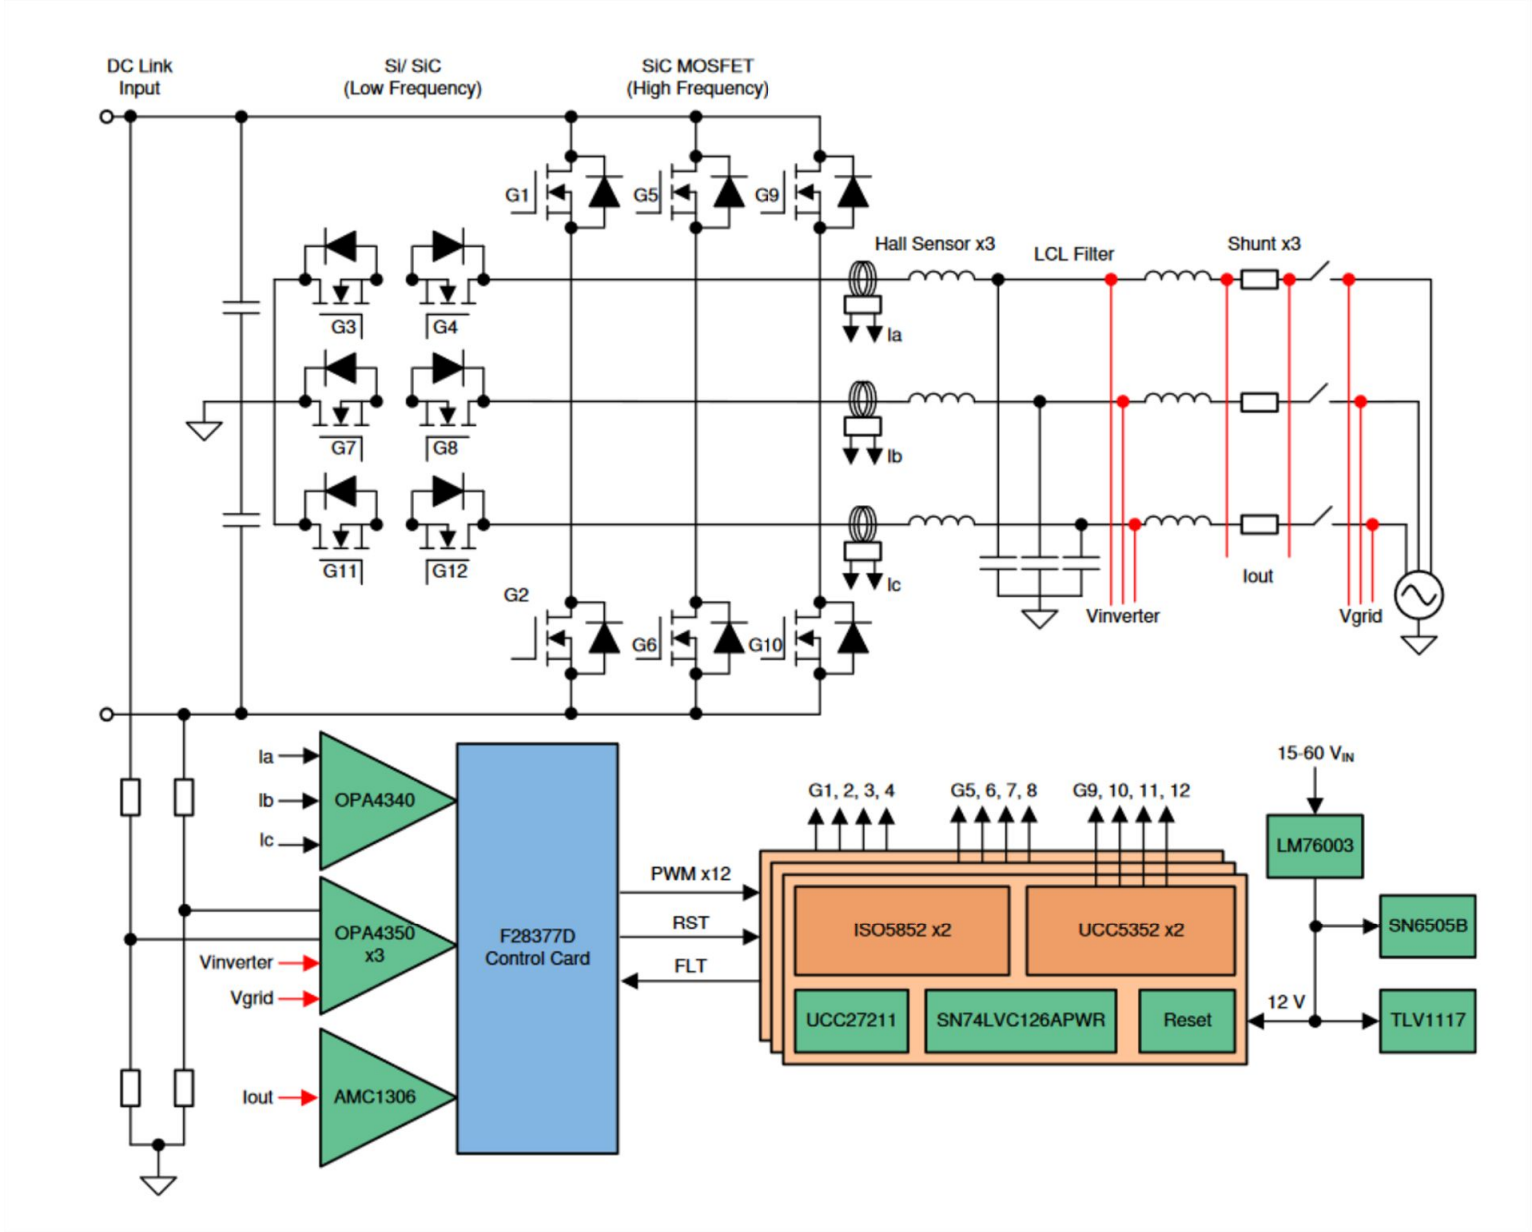 DC Link
Input
Si/ SiC
(Low Frequency)
SiC MOSFET
(High Frequency)
G1
G5
G9
Hall Sensor x3
LCL Filter
Shunt x3
G3
G4
Ia
G7
G8
Ib
G11
G12
Ic
Iout
G2
G6
G10
Vinverter
Vgrid
Ia
Ib
Ic
OPA4340
OPA4350
x3
Vinverter
Vgrid
Iout
AMC1306
F28377D
Control Card
PWM x12
RST
FLT
G1, 2, 3, 4
G5, 6, 7, 8
G9, 10, 11, 12
ISO5852 x2
UCC5352 x2
UCC27211
SN74LVC126APWR
Reset
15-60 VIN
LM76003
SN6505B
12 V
TLV1117